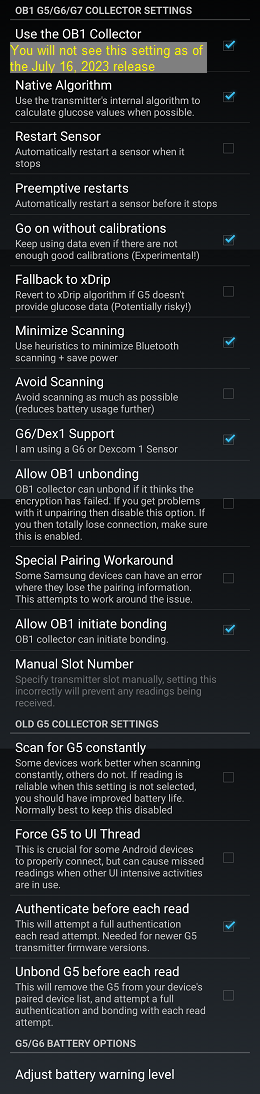 OB1 G5/G6/G7 COLLECTOR SETTINGS
Use the OB1 Collector
You will not see this setting as of
the July 16, 2023 release
Native Algorithm
Use the transmitter's internal algorithm to
calculate glucose values when possible.
Restart Sensor
Automatically restart a sensor when it
stops
Preemptive restarts
Automatically restart a sensor before it stops
Go on without calibrations
Keep using data even if there are not
enough good calibrations (Experimental!)
Fallback to xDrip
Revert to xDrip algorithm if G5 doesn't
provide glucose data (Potentially risky!)
Minimize Scanning
Use heuristics to minimize Bluetooth
scanning + save power
Avoid Scanning
Avoid scanning as much as possible
(reduces battery usage further)
G6/Dex1 Support
I am using a G6 or Dexcom 1 Sensor
Allow OB1 unbonding
OB1 collector can unbond if it thinks the
encryption has failed. If you get problems
with it unpairing then disable this option. If
you then totally lose connection, make sure
this is enabled.
Special Pairing Workaround
Some Samsung devices can have an error
where they lose the pairing information.
This attempts to work around the issue.
Allow OB1 initiate bonding
OB1 collector can initiate bonding.
Manual Slot Number
Specify transmitter slot manually, setting this
incorrectly will prevent any readings being
received.
OLD G5 COLLECTOR SETTINGS
Scan for G5 constantly
Some devices work better when scanning
constantly, others do not. If reading is
reliable when this setting is not selected,
you should have improved battery life.
Normally best to keep this disabled
Force G5 to UI Thread
This is crucial for some Android devices
to properly connect, but can cause missed
readings when other UI intensive activities
are in use.
Authenticate before each read
This will attempt a full authentication
each read attempt. Needed for newer G5
transmitter firmware versions.
Unbond G5 before each read
This will remove the G5 from your device's
paired device list, and attempt a full
authentication and bonding with each read
attempt.
G5/G6 BATTERY OPTIONS
Adjust battery warning level